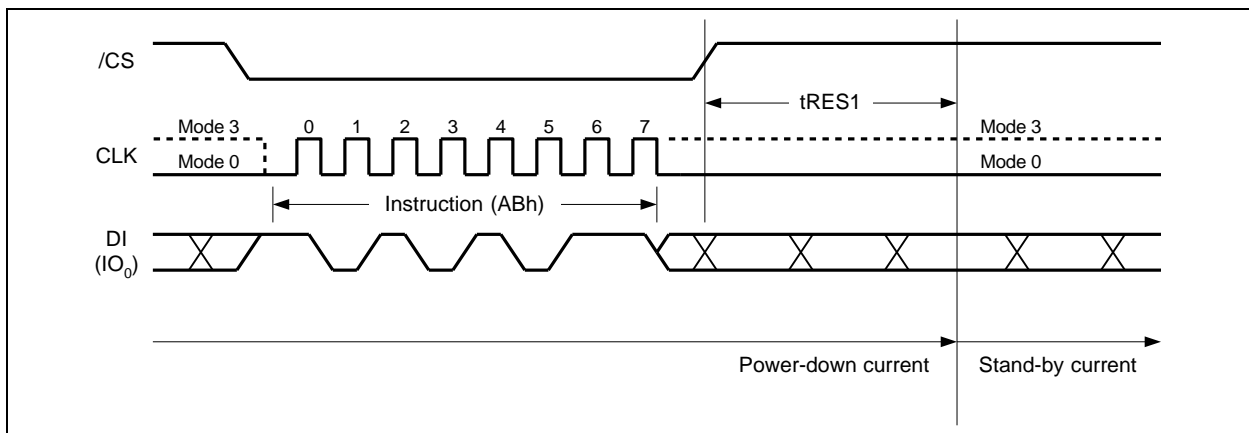 /CS
tRES1
Mode 3
0 1 2 3 4 5 6 7
Mode 3
CLK
Mode 0
Mode 0
Instruction (ABh)
DI
(IO0)
Power-down current
Stand-by current